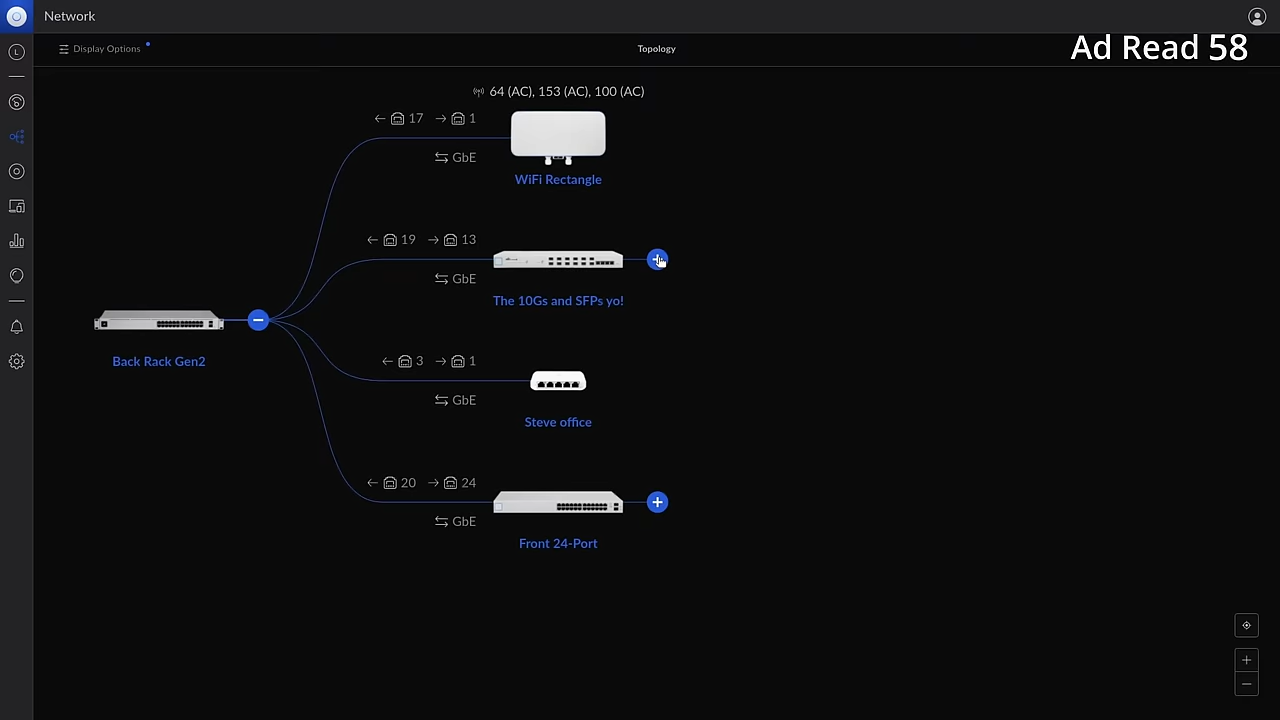 Network
Display Options
Topology
Ad Read 58
64 (AC), 153 (AC), 100 (AC)
17
1
GbE
WiFi Rectangle
19
13
GbE
The 10Gs and SFPs yo!
Back Rack Gen2
3
1
GbE
Steve office
20
24
GbE
Front 24-Port